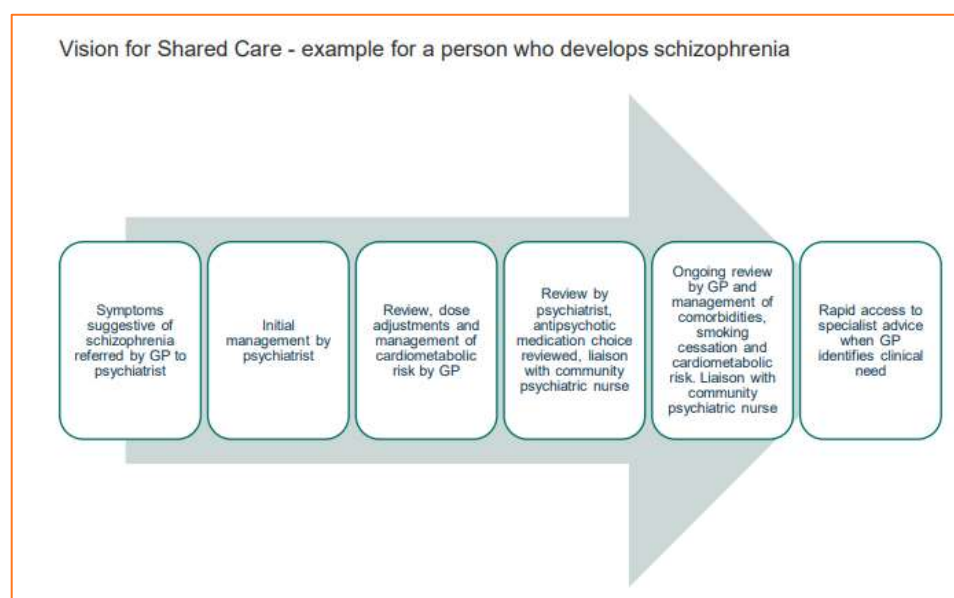 Vision for Shared Care - example for a person who develops schizophrenia
Symptoms
suggestive of
schizophrenia
referred by GP to
psychiatrist
Initial
management by
psychiatrist
Review, dose
adjustments and
management of
cardiometabolic
risk by GP
Review by
psychiatrist,
antipsychotic
medication choice
reviewed, liaison
with community
psychiatric nurse
Ongoing review
by GP and
management of
comorbidities,
smoking
cessation and
cardiometabolic
risk. Liaison with
community
psychiatric nurse
Rapid access to
specialist advice
when GP
identifies clinical
need